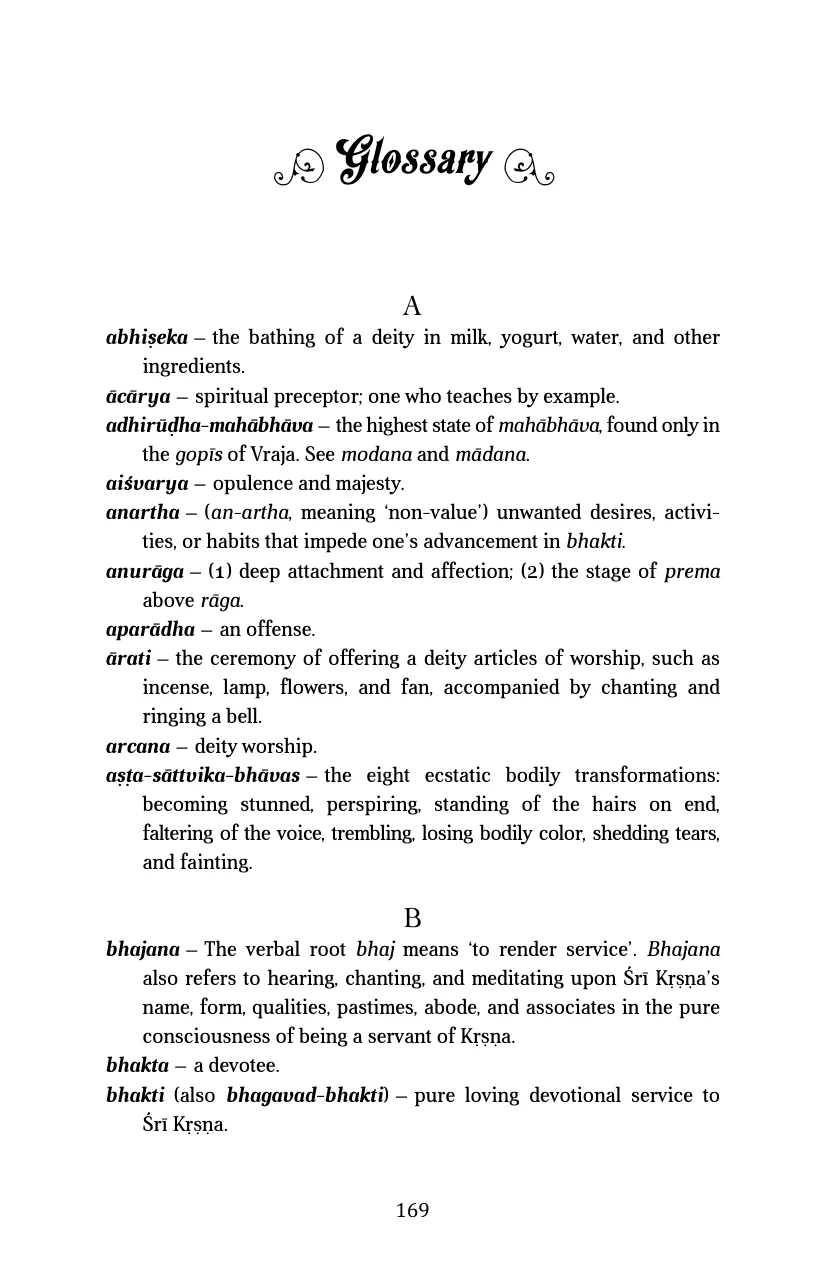 Glossary
A
abhiṣeka – the bathing of a deity in milk, yogurt, water, and other
ingredients.
ācārya – spiritual preceptor; one who teaches by example.
adhirūḍha-mahābhāva – the highest state of mahābhāva, found only in
the gopīs of Vraja. See modana and mādana.
aiśvarya – opulence and majesty.
anartha – (an-artha, meaning ‘non-value’) unwanted desires, activi-
ties, or habits that impede one’s advancement in bhakti.
anurāga – (1) deep attachment and affection; (2) the stage of prema
above rāga.
aparādha – an offense.
ārati – the ceremony of offering a deity articles of worship, such as
incense, lamp, flowers, and fan, accompanied by chanting and
ringing a bell.
arcana – deity worship.
aṣṭa-sāttvika-bhāvas – the eight ecstatic bodily transformations:
becoming stunned, perspiring, standing of the hairs on end,
faltering of the voice, trembling, losing bodily color, shedding tears,
and fainting.
B
bhajana – The verbal root bhaj means ‘to render service’. Bhajana
also refers to hearing, chanting, and meditating upon Śrī Kṛṣṇa’s
name, form, qualities, pastimes, abode, and associates in the pure
consciousness of being a servant of Kṛṣṇa.
bhakta – a devotee.
bhakti (also bhagavad-bhakti) – pure loving devotional service to
Śrī Kṛṣṇa.
169